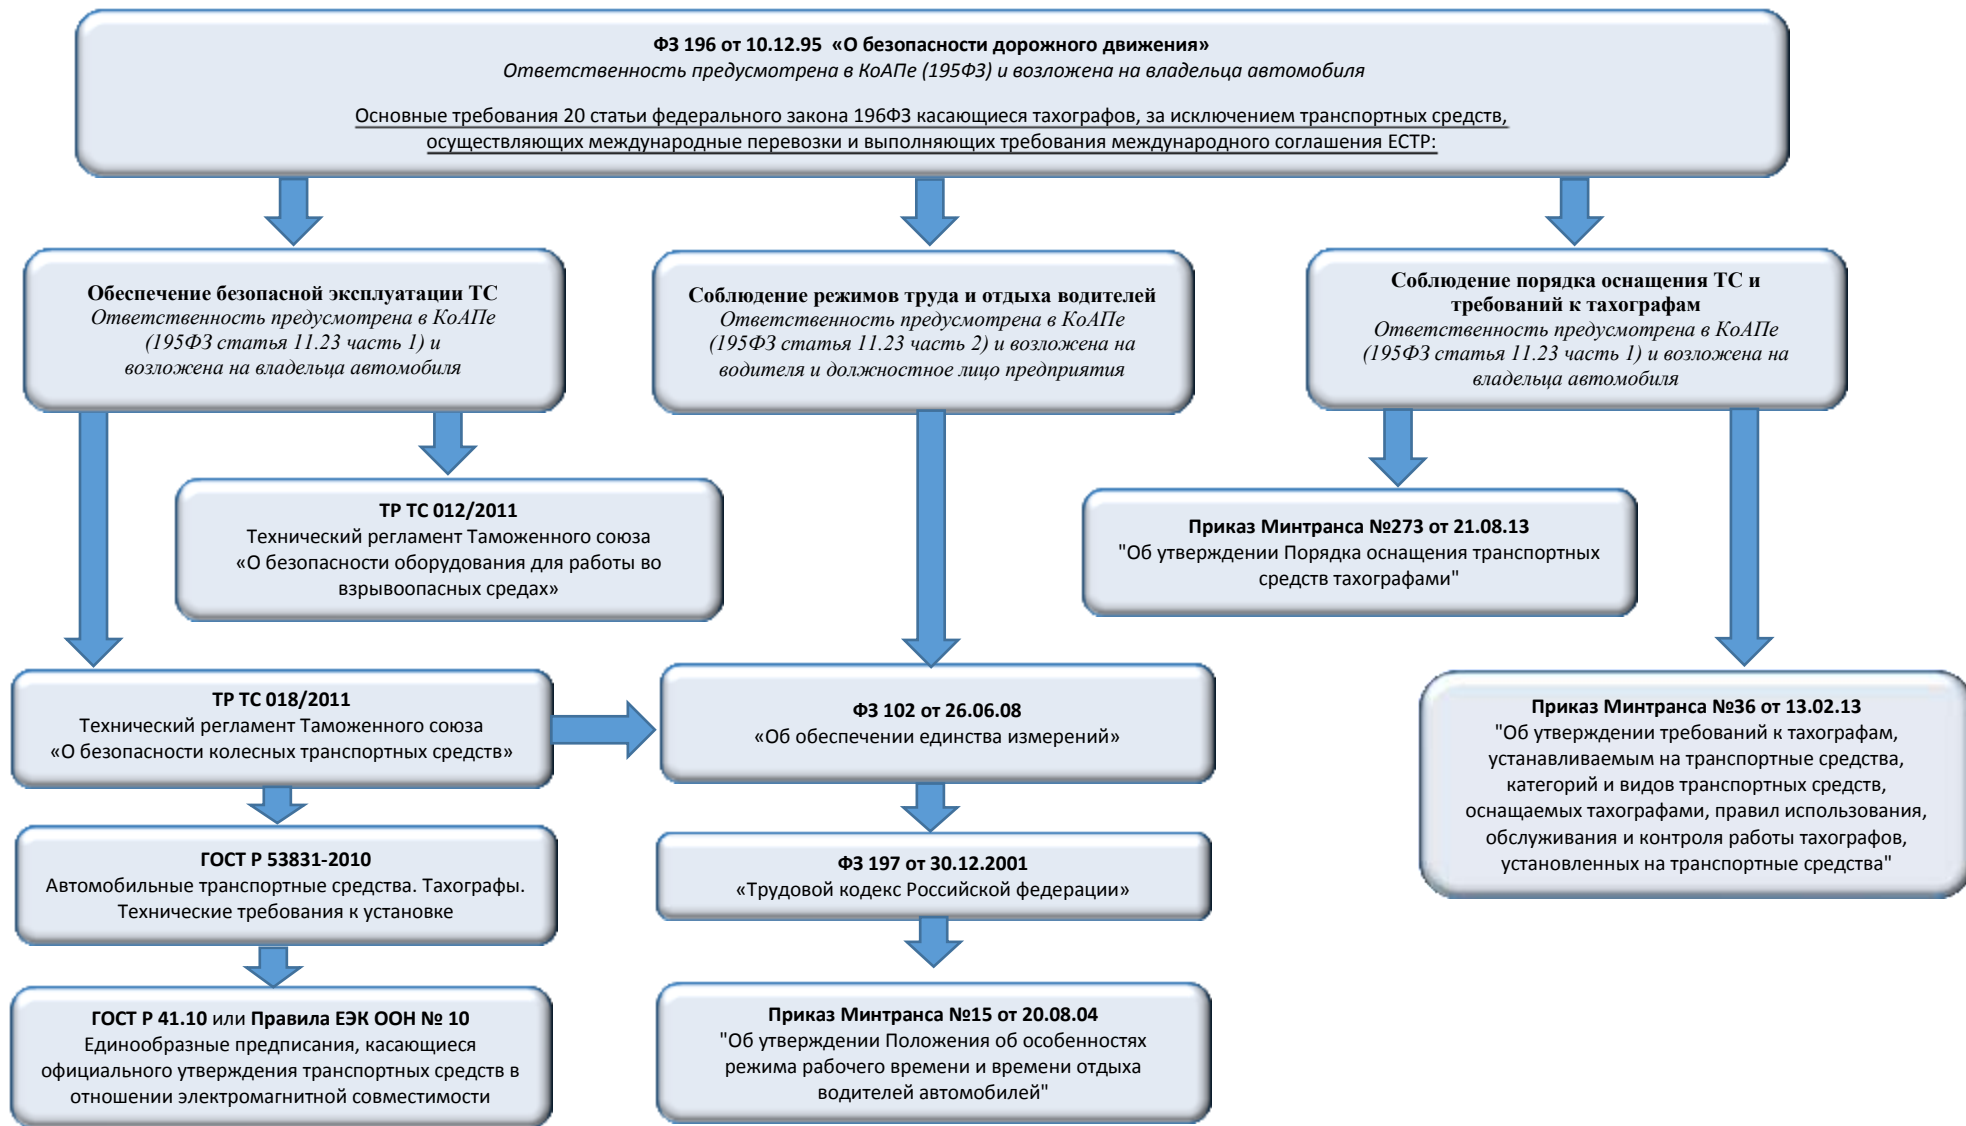 ФЗ 196 от 10.12.95 «О безопасности дорожного движения»
Ответственность предусмотрена в КоАПе (195ФЗ) и возложена на владельца автомобиля
Основные требования 20 статьи федерального закона 196ФЗ касающиеся тахографов, за исключением транспортных средств,
осуществляющих международные перевозки и выполняющих требования международного соглашения ЕСТР:
Обеспечение безопасной эксплуатации ТС
Ответственность предусмотрена в КоАПе
(195ФЗ статья 11.23 часть 1) и
возложена на владельца автомобиля
Соблюдение режимов труда и отдыха водителей
Ответственность предусмотрена в КоАПе
(195ФЗ статья 11.23 часть 2) и возложена на
водителя и должностное лицо предприятия
Соблюдение порядка оснащения ТС и
требований к тахографам
Ответственность предусмотрена в КоАПе
(195ФЗ статья 11.23 часть 1) и возложена на
владельца автомобиля
ТР ТС 012/2011
Технический регламент Таможенного союза
«О безопасности оборудования для работы во
взрывоопасных средах»
Приказ Минтранса №273 от 21.08.13
"Об утверждении Порядка оснащения транспортных
средств тахографами"
ТР ТС 018/2011
Технический регламент Таможенного союза
«О безопасности колесных транспортных средств»
ФЗ 102 от 26.06.08
«Об обеспечении единства измерений»
Приказ Минтранса №36 от 13.02.13
"Об утверждении требований к тахографам,
устанавливаемым на транспортные средства,
категорий и видов транспортных средств,
оснащаемых тахографами, правил использования,
обслуживания и контроля работы тахографов,
установленных на транспортные средства"
ГОСТ Р 53831-2010
Автомобильные транспортные средства. Тахографы.
Технические требования к установке
ФЗ 197 от 30.12.2001
«Трудовой кодекс Российской федерации»
ГОСТ Р 41.10 или Правила ЕЭК ООН № 10
Единообразные предписания, касающиеся
официального утверждения транспортных средств в
отношении электромагнитной совместимости
Приказ Минтранса №15 от 20.08.04
"Об утверждении Положения об особенностях
режима рабочего времени и времени отдыха
водителей автомобилей"